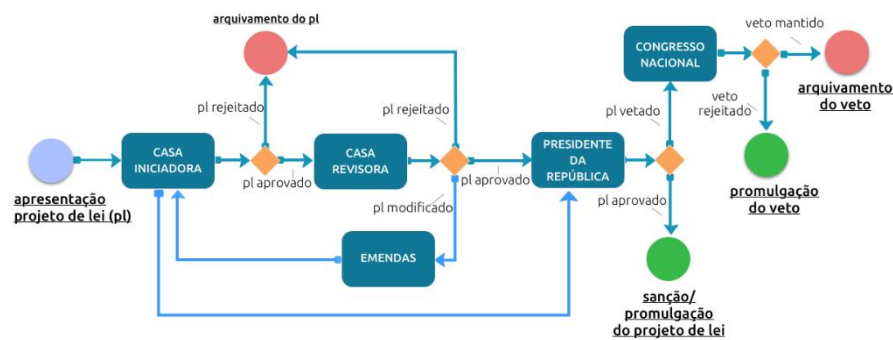 arquivamento do pl
veto mantido
CONGRESSO
NACIONAL
arquivamento
do veto
pl rejeitado
pl rejeitado
pl vetado
veto
rejeitado
CASA
INICIADORA
CASA
REVISORA
PRESIDENTE
DA
REPÚBLICA
pl aprovado
pl aprovado
apresentação
projeto de lei (pl)
pl modificado
pl aprovado
promulgação
do veto
EMENDAS
sanção/
promulgação
do projeto de lei